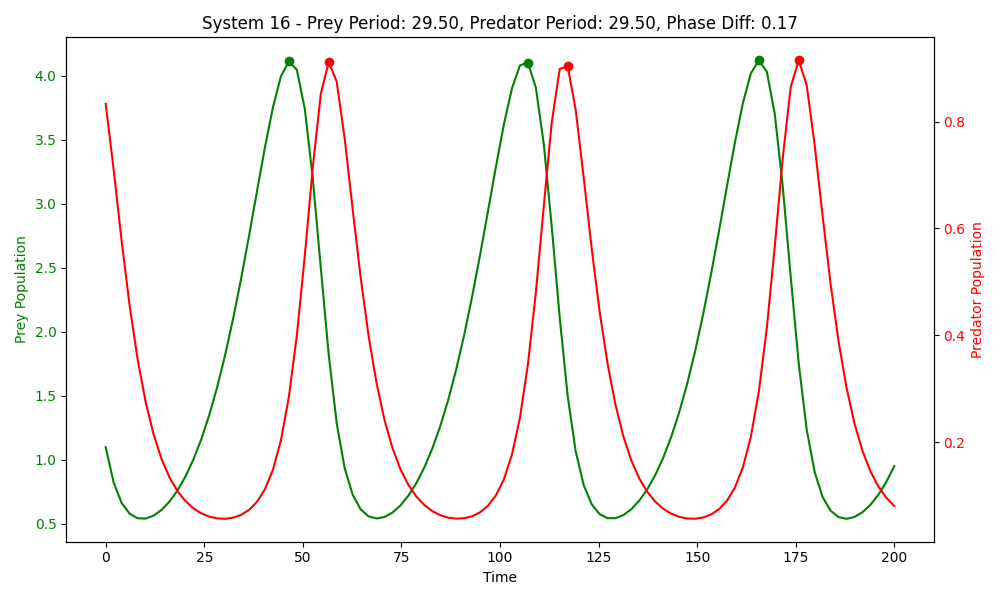 System 16 - Prey Period: 29.50, Predator Period: 29.50, Phase Diff: 0.17
4.0
3.5
3.0
2.5
2.0
1.5
1.0
0.5
Prey Population
0.8
0.6
0.4
0.2
Predator Population
0 25 50 75 100 125 150 175 200
Time